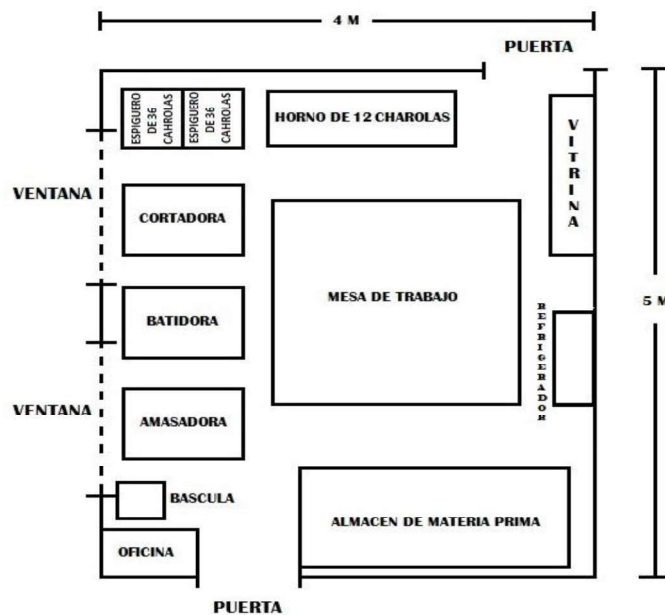 4 M
PUERTA
ESPIGUERO
DE 36
CAHROLAS
ESPIGUERO
DE 36
CAHROLAS
HORNO DE 12 CHAROLAS
VITRINA
VENTANA
CORTADORA
MESA DE TRABAJO
5 M
BATIDORA
REFRIGERADOR
VENTANA
AMASADORA
BASCULA
ALMACEN DE MATERIA PRIMA
OFICINA
PUERTA